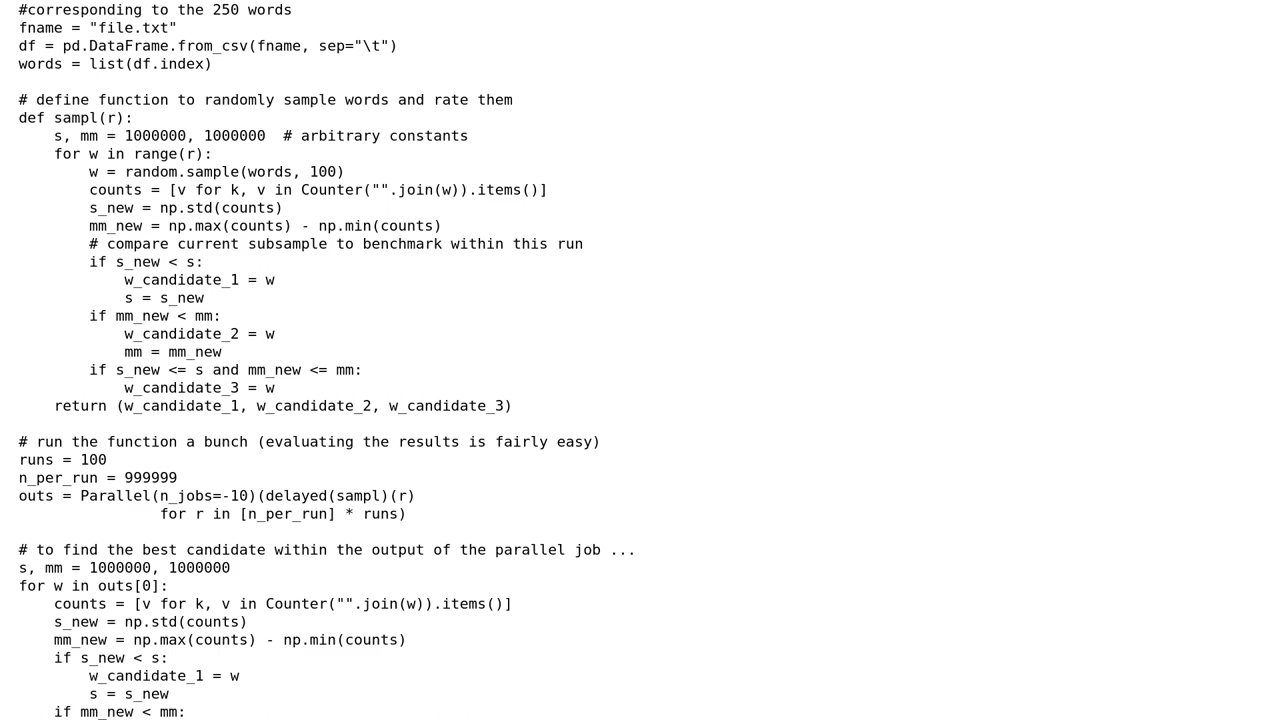 #corresponding to the 250 words
fname = "file.txt"
df = pd.DataFrame.from_csv(fname, sep="\t")
words = list(df.index)

# define function to randomly sample words and rate them
def sampl(r):
    s, mm = 1000000, 1000000  # arbitrary constants
    for w in range(r):
        w = random.sample(words, 100)
        counts = [v for k, v in Counter("".join(w)).items()]
        s_new = np.std(counts)
        mm_new = np.max(counts) - np.min(counts)
        # compare current subsample to benchmark within this run
        if s_new < s:
            w_candidate_1 = w
            s = s_new
        if mm_new < mm:
            w_candidate_2 = w
            mm = mm_new
        if s_new <= s and mm_new <= mm:
            w_candidate_3 = w
    return (w_candidate_1, w_candidate_2, w_candidate_3)

# run the function a bunch (evaluating the results is fairly easy)
runs = 100
n_per_run = 999999
outs = Parallel(n_jobs=-10)(delayed(sampl)(r)
                for r in [n_per_run] * runs)

# to find the best candidate within the output of the parallel job ...
s, mm = 1000000, 1000000
for w in outs[0]:
    counts = [v for k, v in Counter("".join(w)).items()]
    s_new = np.std(counts)
    mm_new = np.max(counts) - np.min(counts)
    if s_new < s:
        w_candidate_1 = w
        s = s_new
    if mm_new < mm: